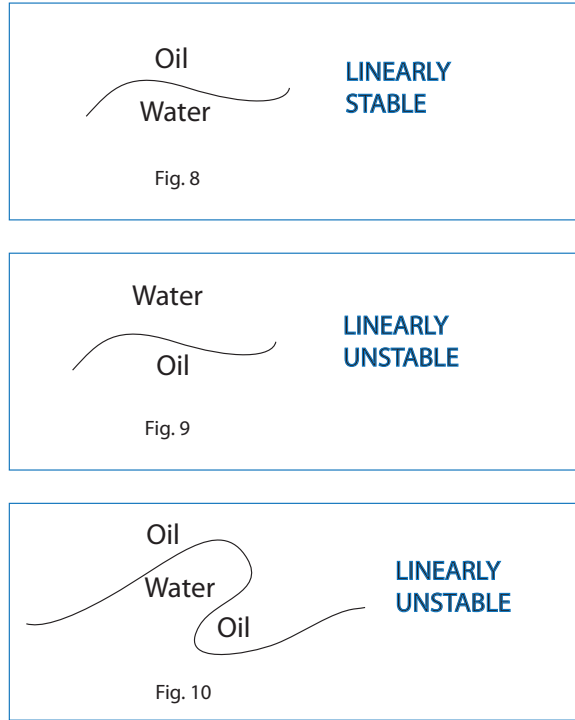 Oil
Water
LINEARLY
STABLE
Fig. 8
Water
Oil
LINEARLY
UNSTABLE
Fig. 9
Oil
Water
Oil
LINEARLY
UNSTABLE
Fig. 10